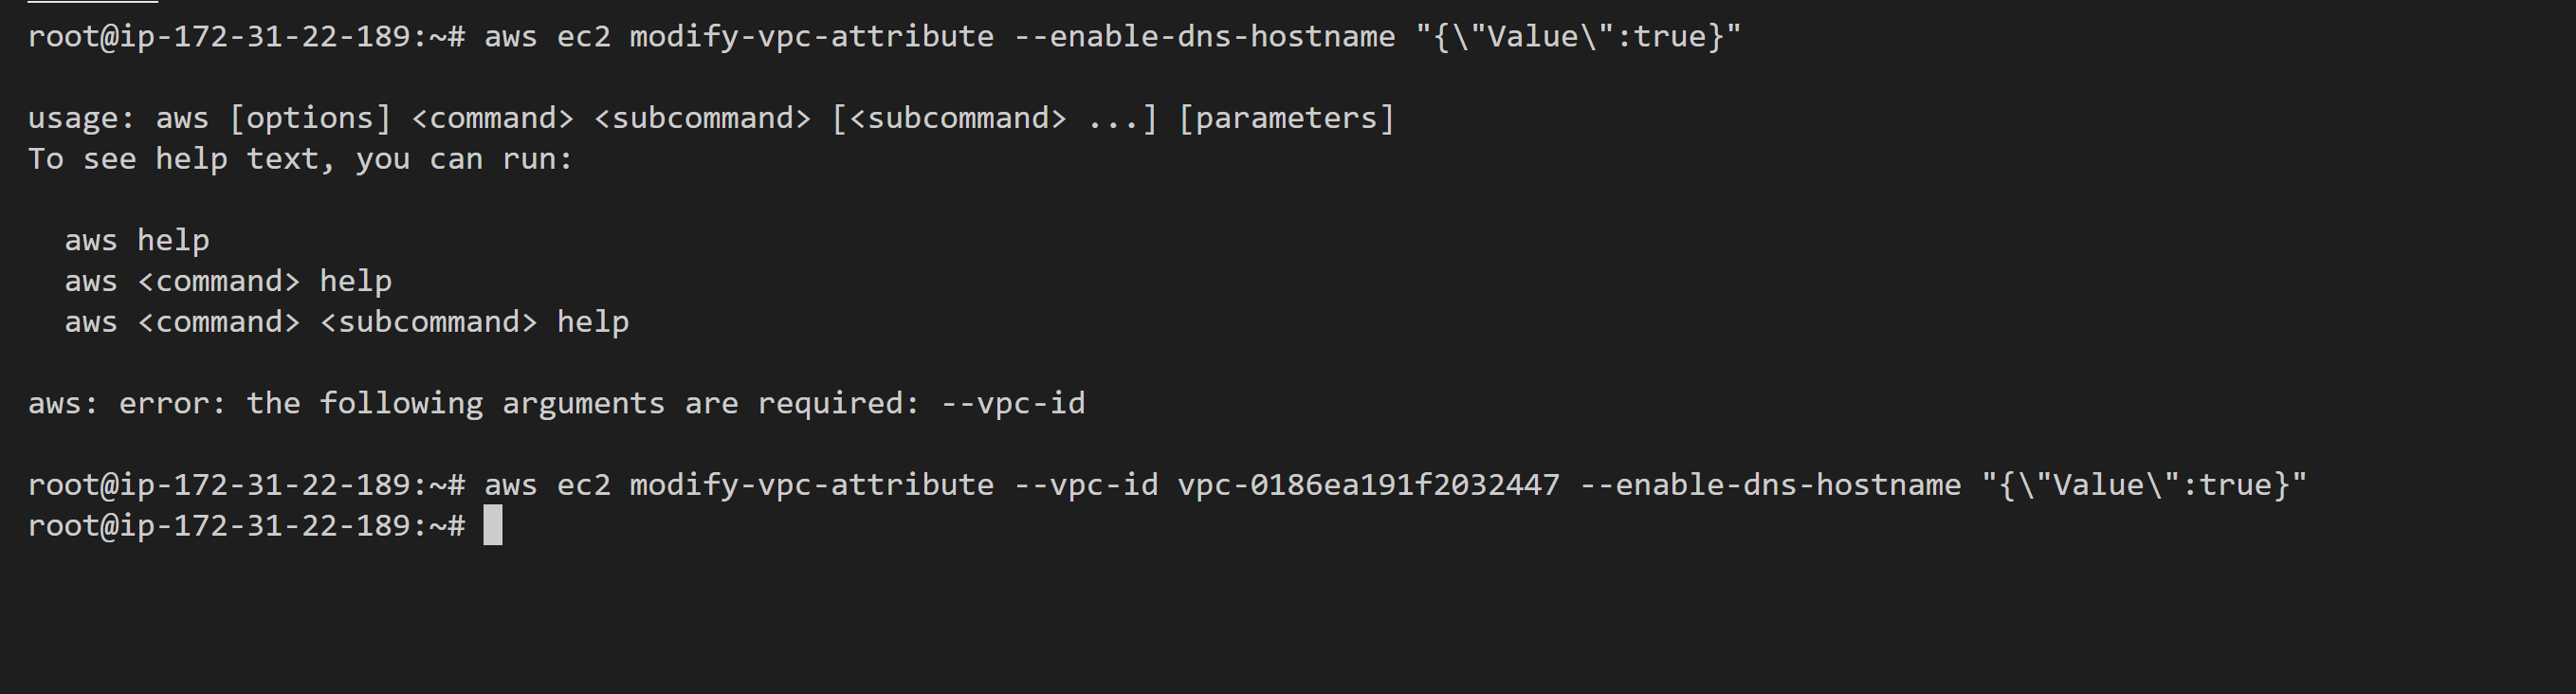 root@ip-172-31-22-189:~# aws ec2 modify-vpc-attribute --enable-dns-hostname "{\"Value\":true}"
usage: aws [options] <command> <subcommand> [<subcommand> ...] [parameters]
To see help text, you can run:
aws help
aws <command> help
aws <command> <subcommand> help
aws: error: the following arguments are required: --vpc-id
root@ip-172-31-22-189:~# aws ec2 modify-vpc-attribute --vpc-id vpc-0186ea191f2032447 --enable-dns-hostname "{\"Value\":true}"
root@ip-172-31-22-189:~#